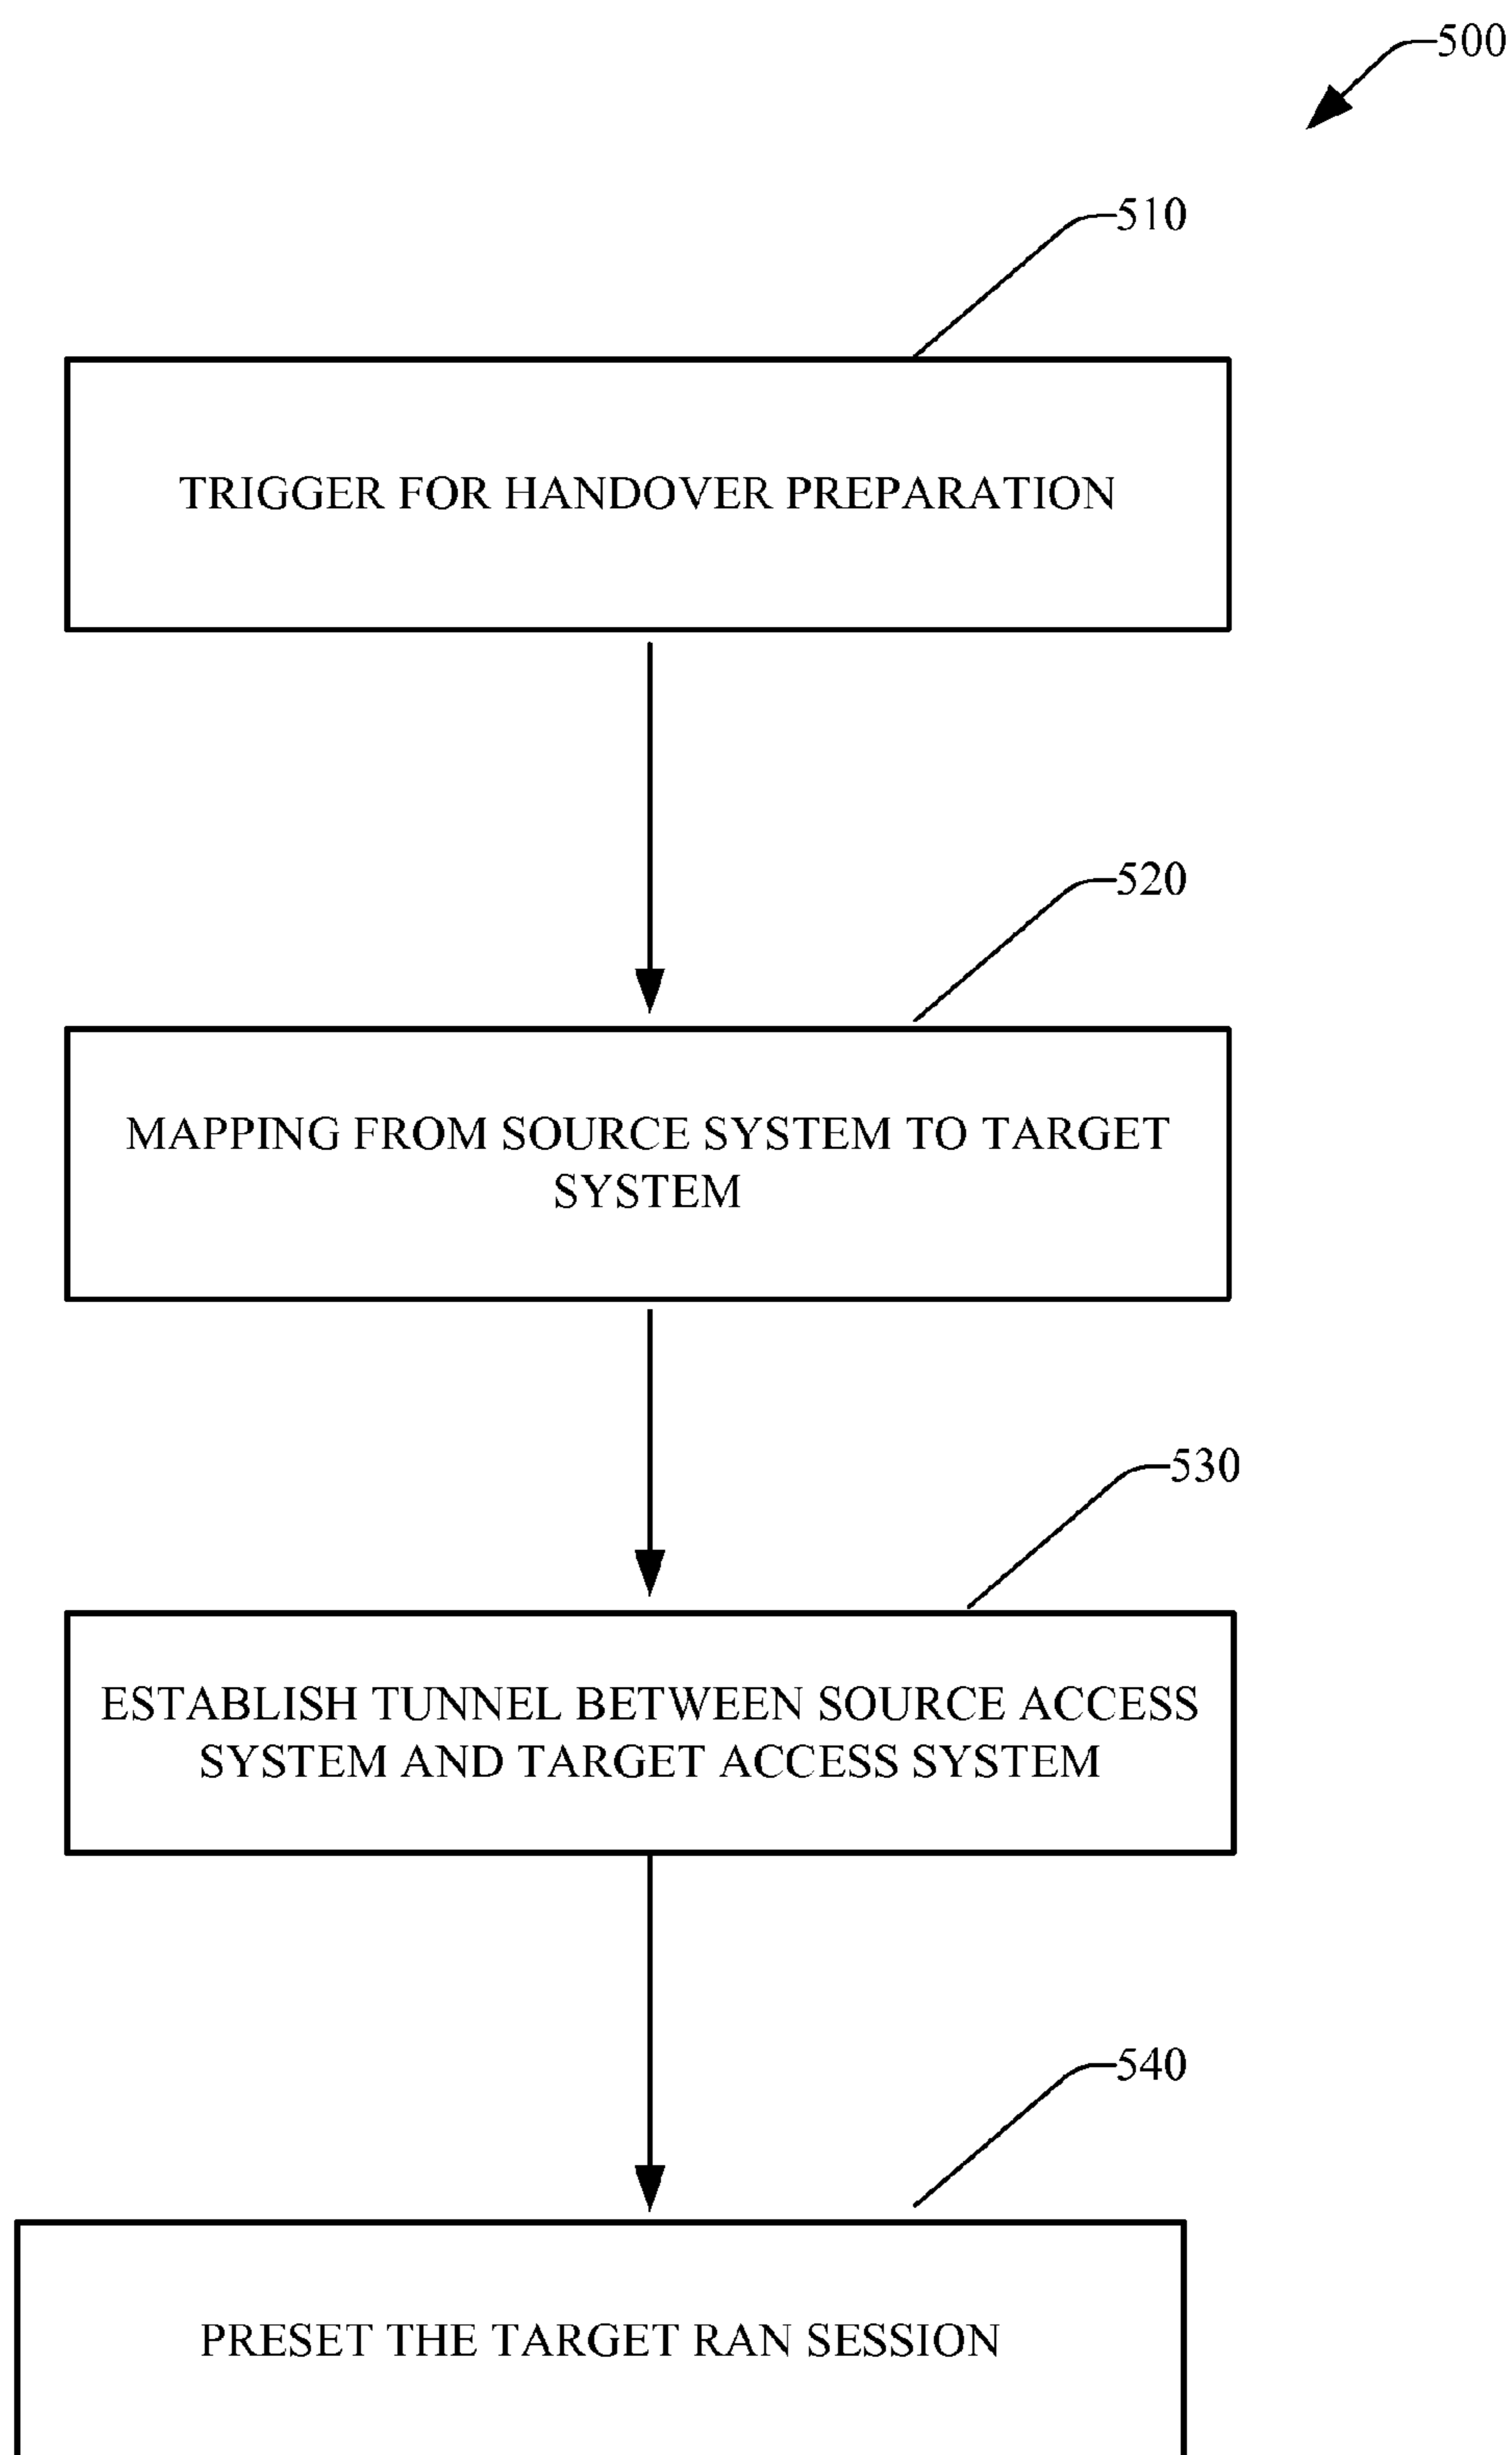 500
510
TRIGGER FOR HANDOVER PREPARATION
520
MAPPING FROM SOURCE SYSTEM TO TARGET
SYSTEM
530
ESTABLISH TUNNEL BETWEEN SOURCE ACCESS
SYSTEM AND TARGET ACCESS SYSTEM
540
PRESET THE TARGET RAN SESSION